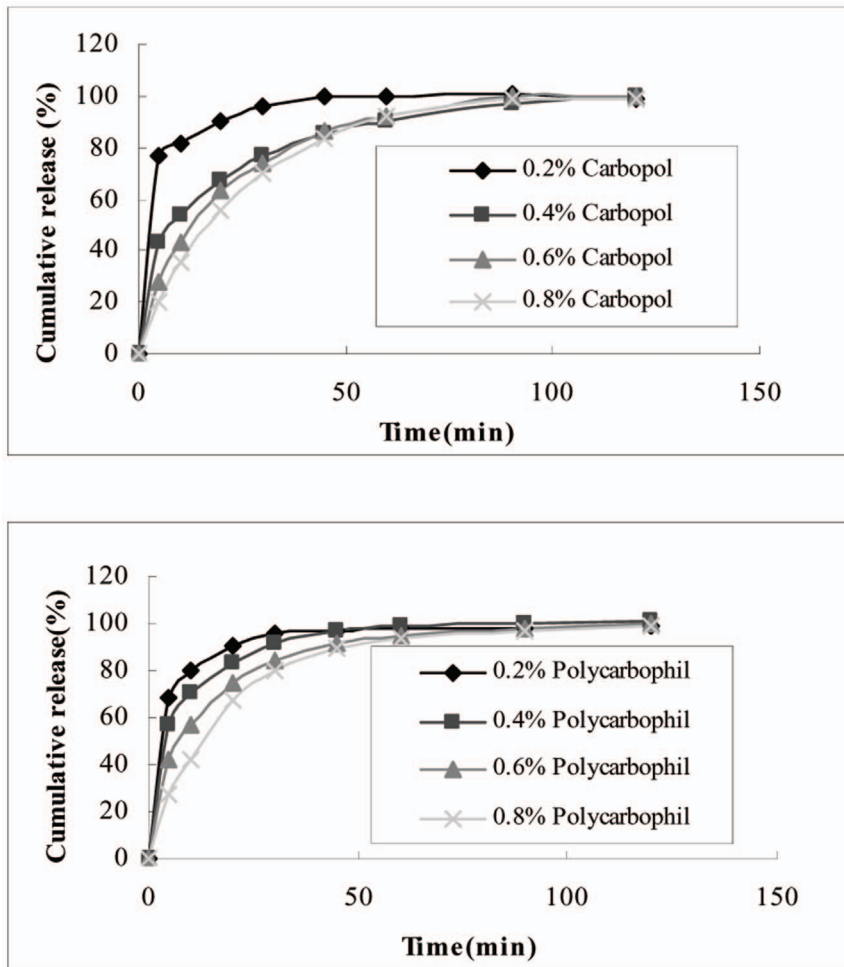 120
100
80
60
40
20
0
Cumulative release (%)
0.2% Carbopol
0.4% Carbopol
0.6% Carbopol
0.8% Carbopol
0 50 100 150
Time(min)
120
100
80
60
40
20
0
Cumulative release(%)
0.2% Polycarbophil
0.4% Polycarbophil
0.6% Polycarbophil
0.8% Polycarbophil
0 50 100 150
Time(min)